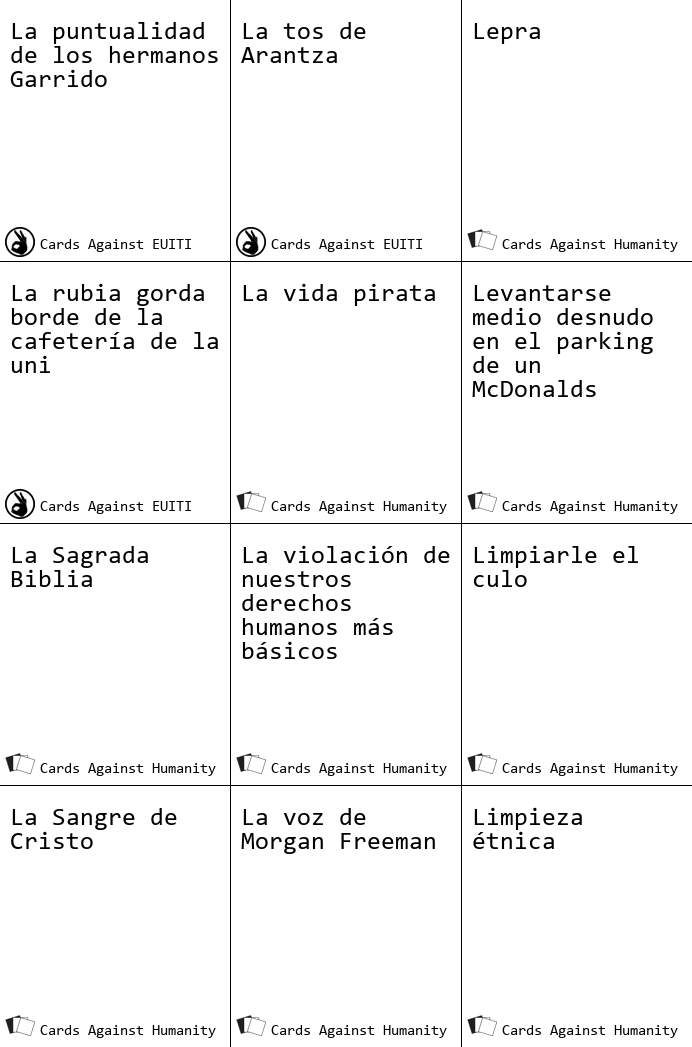 La puntualidad
de los hermanos
Garrido
Cards Against EUITI
La tos de
Arantza
Cards Against EUITI
Lepra
Cards Against Humanity
La rubia gorda
borde de la
cafetería de la
uni
Cards Against EUITI
La vida pirata
Cards Against Humanity
Levantarse
medio desnudo
en el parking
de un
McDonalds
Cards Against Humanity
La Sagrada
Biblia
Cards Against Humanity
La violación de
nuestros
derechos
humanos más
básicos
Cards Against Humanity
Limpiarle el
culo
Cards Against Humanity
La Sangre de
Cristo
Cards Against Humanity
La voz de
Morgan Freeman
Cards Against Humanity
Limpieza
étnica
Cards Against Humanity